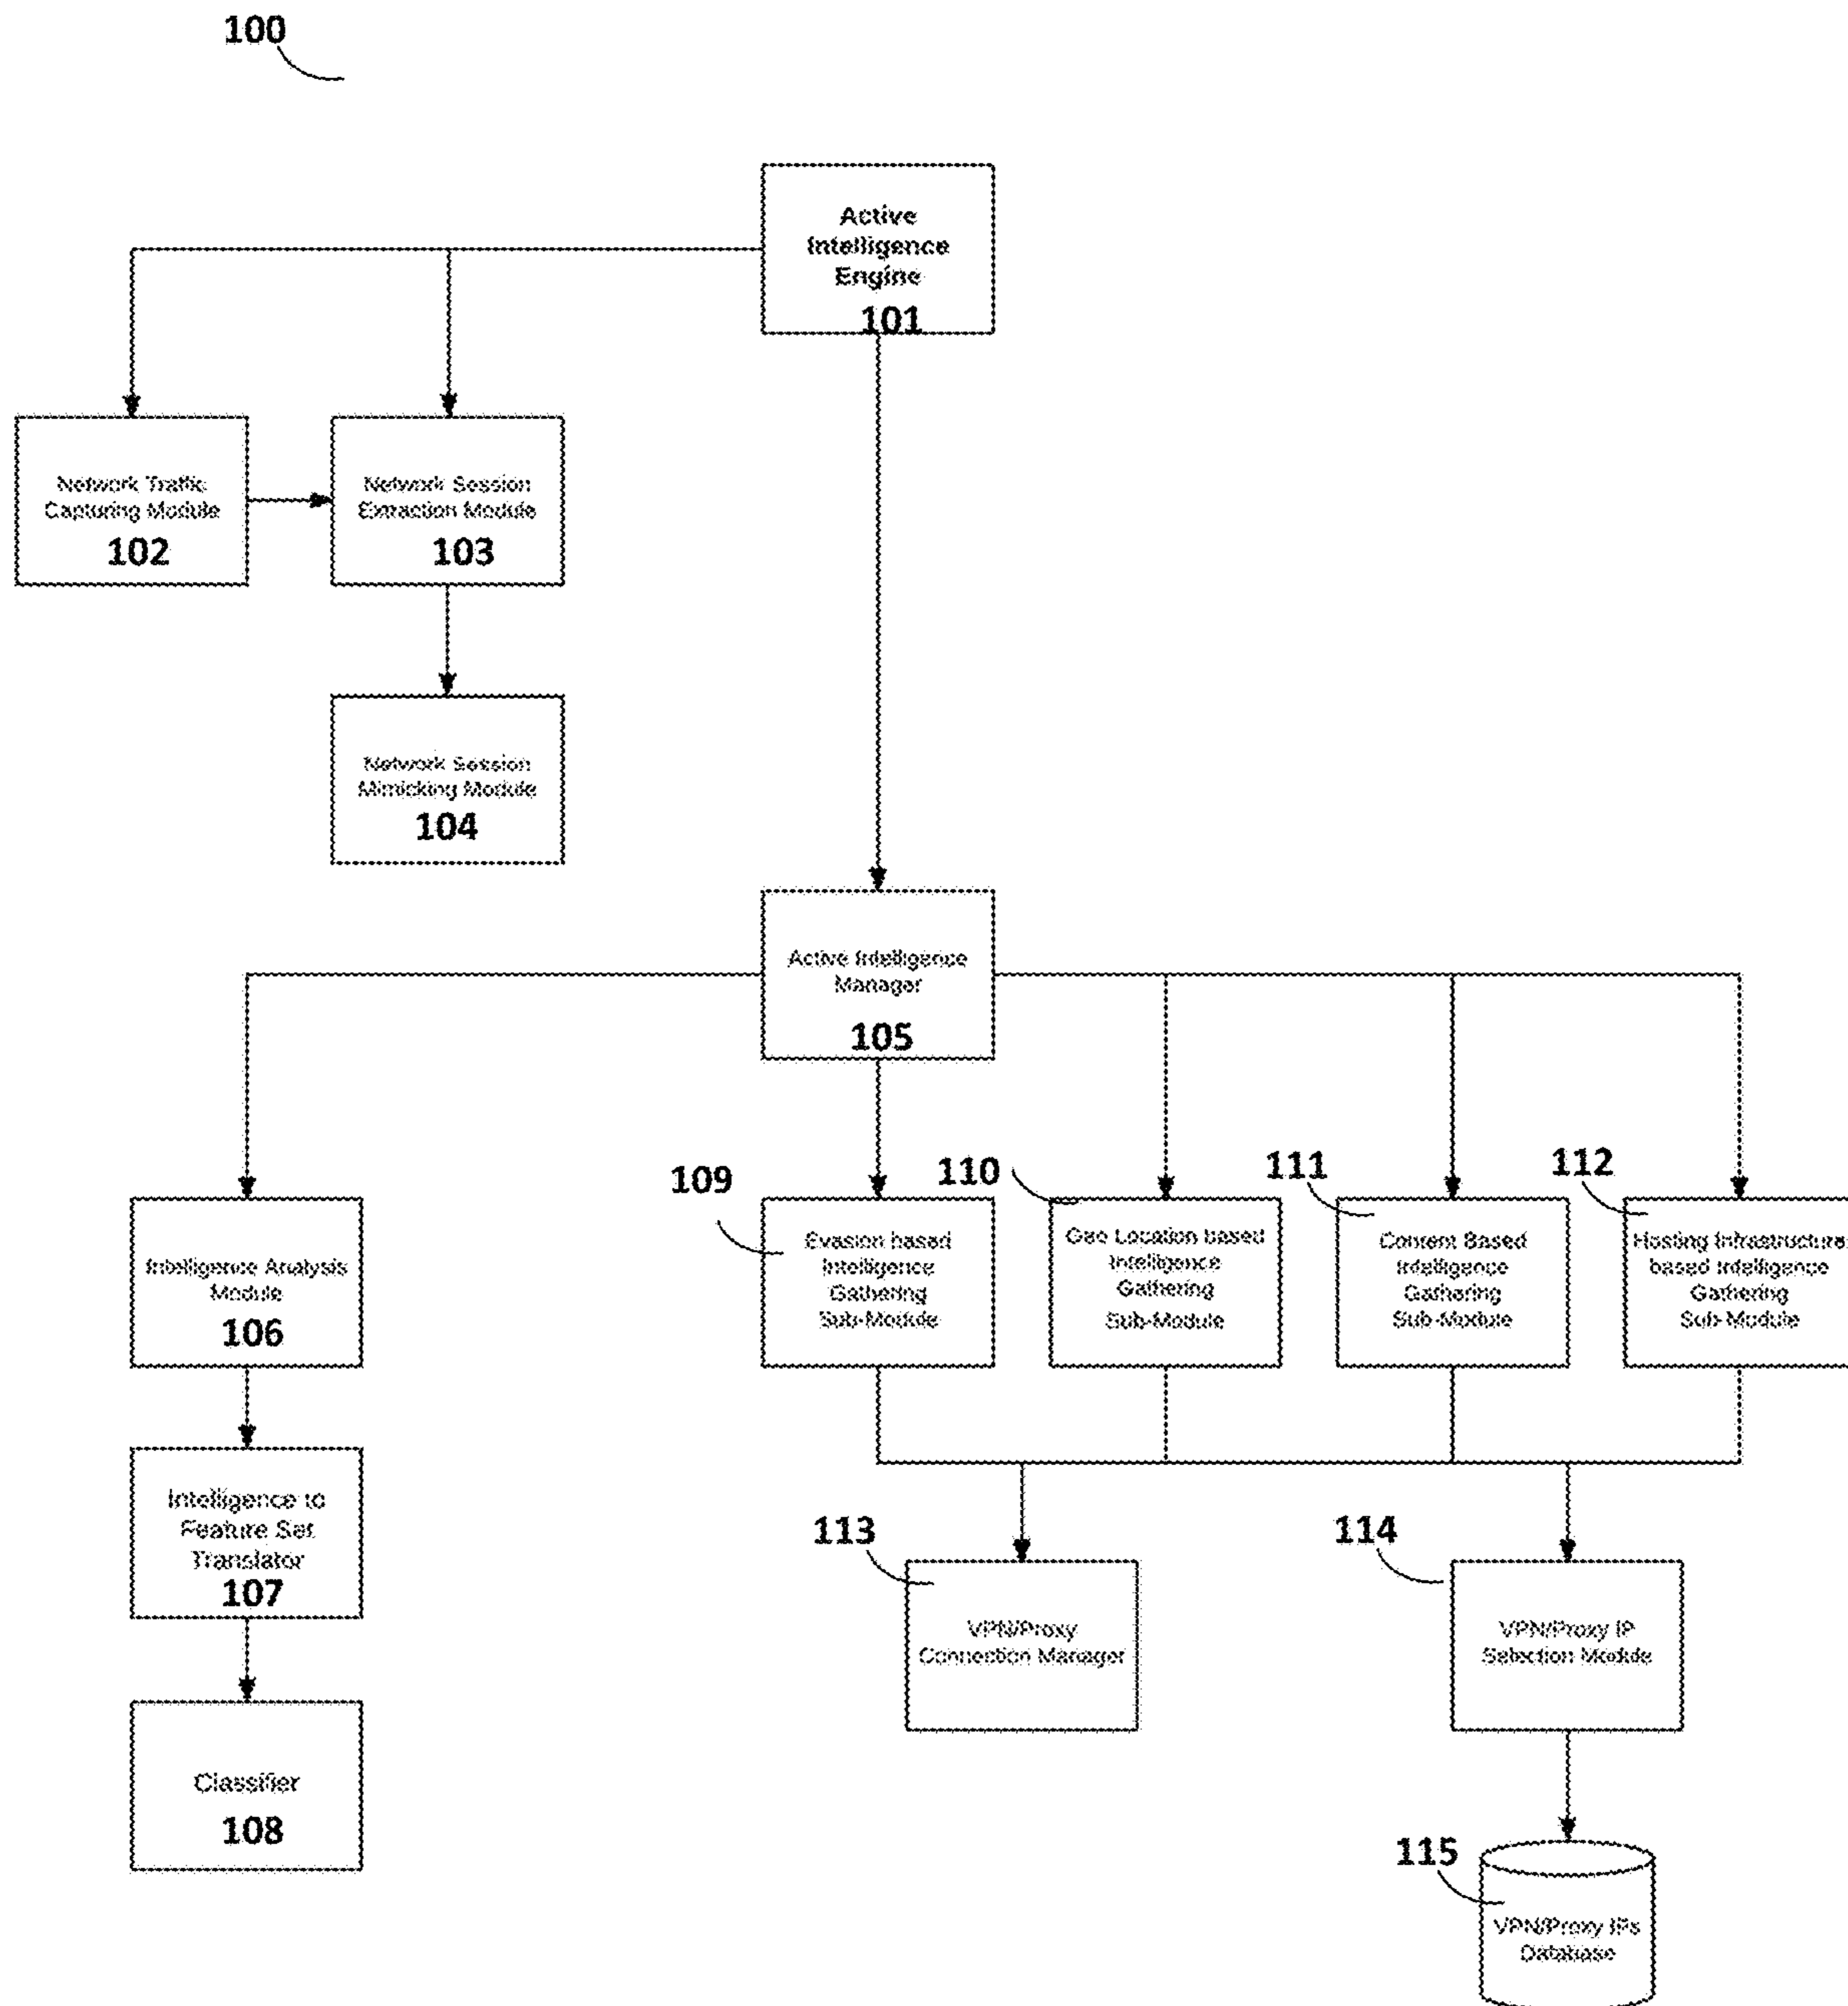 100
Active
Intelligence
Engine
101
Network Traffic
Capturing Module
102
Network Session
Extraction Module
103
Network Session
Mimicking Module
104
Active Intelligence
Manager
105
Intelligence Analysis
Module
106
109
Evasion based
Intelligence
Gathering
Sub-Module
110
Geo Location based
Intelligence
Gathering
Sub-Module
111
Content Based
Intelligence
Gathering
Sub-Module
112
Hosting Infrastructure
based Intelligence
Gathering
Sub-Module
Intelligence to
Feature Set
Translator
107
113
VPN/Proxy
Connection Manager
114
VPN/Proxy IP
Selection Module
Classifier
108
115
VPN/Proxy IPs
Database